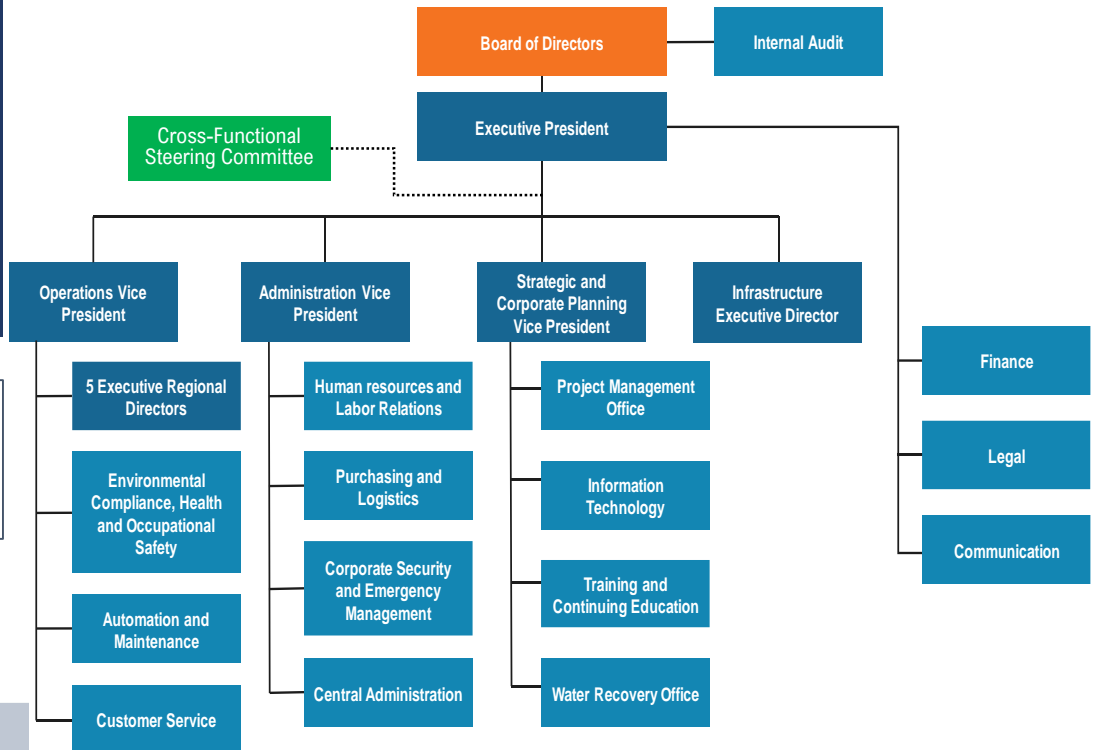 Board of Directors
Internal Audit
Executive President
Cross-Functional
Steering Committee
Operations Vice
President
Administration Vice
President
Strategic and
Corporate Planning
Vice President
Infrastructure
Executive Director
5 Executive Regional
Directors
Environmental
Compliance, Health
and Occupational
Safety
Automation and
Maintenance
Customer Service
Human resources and
Labor Relations
Purchasing and
Logistics
Corporate Security
and Emergency
Management
Central Administration
Project Management
Office
Information
Technology
Training and
Continuing Education
Water Recovery Office
Finance
Legal
Communication